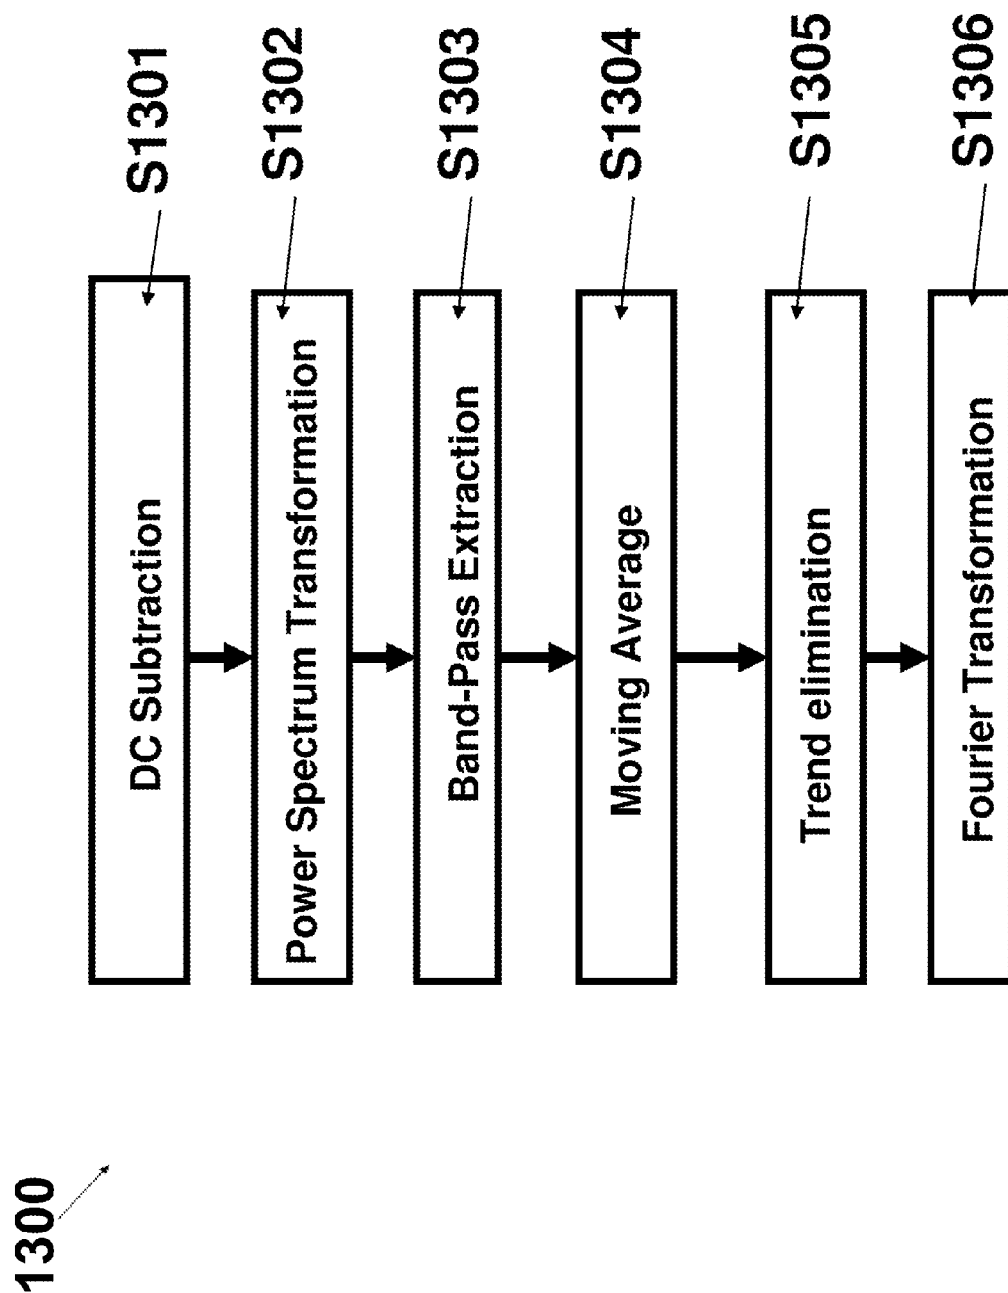 1300
DC Subtraction
S1301
Power Spectrum Transformation
S1302
Band-Pass Extraction
S1303
Moving Average
S1304
Trend elimination
S1305
Fourier Transformation
S1306